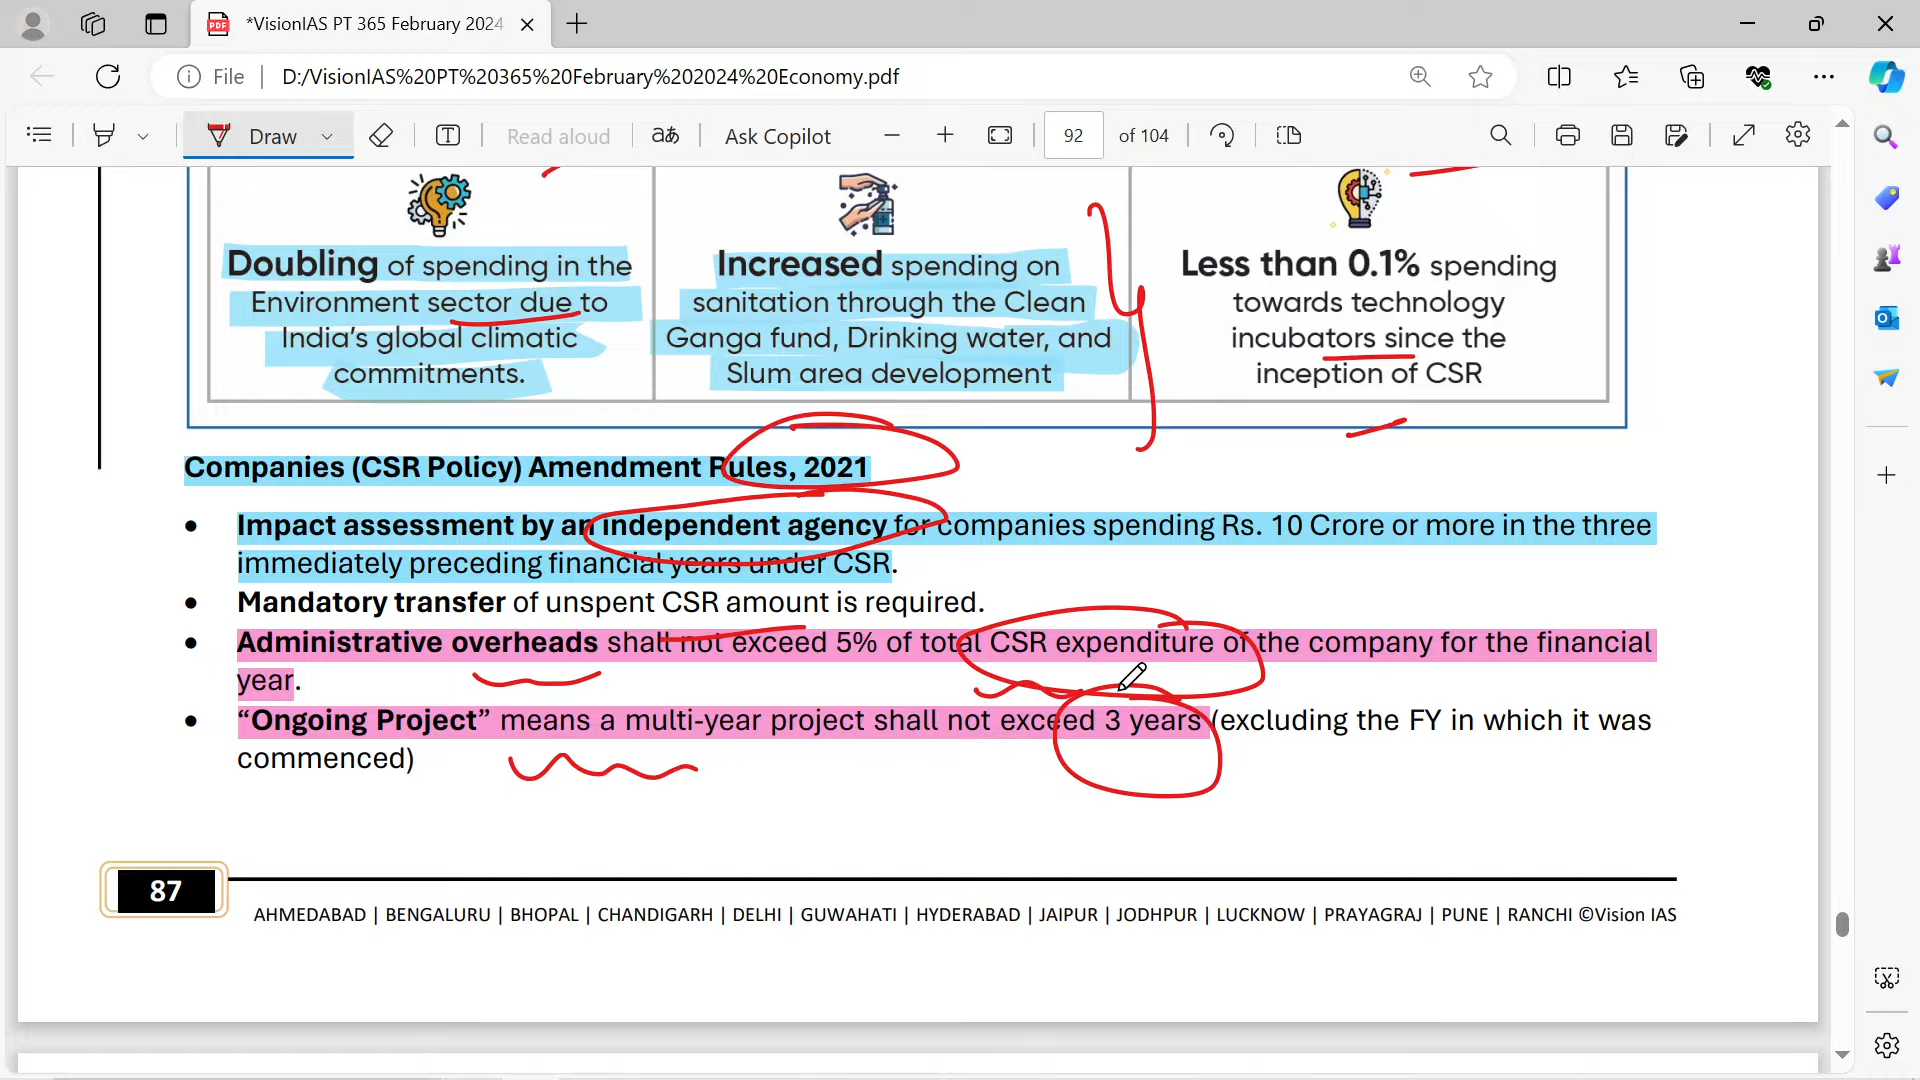 *VisionIAS PT 365 February 2024
File D:/VisionIAS%20PT%20365%20February%202024%20Economy.pdf
Draw Read aloud Ask Copilot 92 of 104
Doubling of spending in the
Environment sector due to
India's global climatic
commitments.
Increased spending on
sanitation through the Clean
Ganga fund, Drinking water, and
Slum area development
Less than 0.1% spending
towards technology
incubators since the
inception of CSR
Companies (CSR Policy) Amendment Rules, 2021
• Impact assessment by an independent agency for companies spending Rs. 10 Crore or more in the three
immediately preceding financial years under CSR.
• Mandatory transfer of unspent CSR amount is required.
• Administrative overheads shall not exceed 5% of total CSR expenditure of the company for the financial
year.
• “Ongoing Project” means a multi-year project shall not exceed 3 years (excluding the FY in which it was
commenced)
87
AHMEDABAD | BENGALURU | BHOPAL | CHANDIGARH | DELHI | GUWAHATI | HYDERABAD | JAIPUR | JODHPUR | LUCKNOW | PRAYAGRAJ | PUNE | RANCHI ©Vision IAS